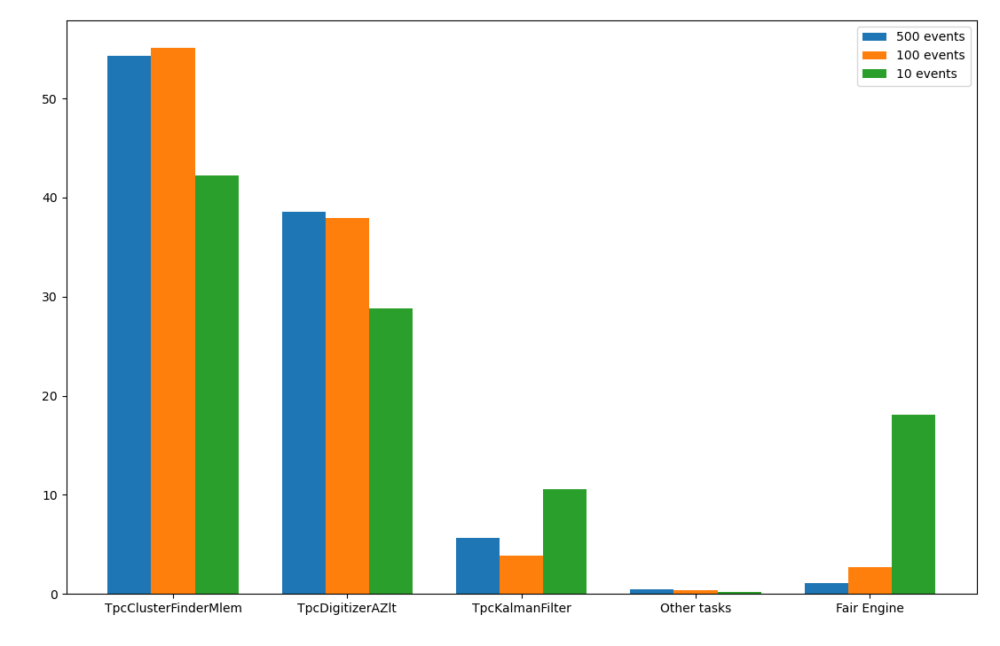 500 events
100 events
10 events
50
40
30
20
10
0
TpcClusterFinderMlem
TpcDigitizerAZlt
TpcKalmanFilter
Other tasks
Fair Engine